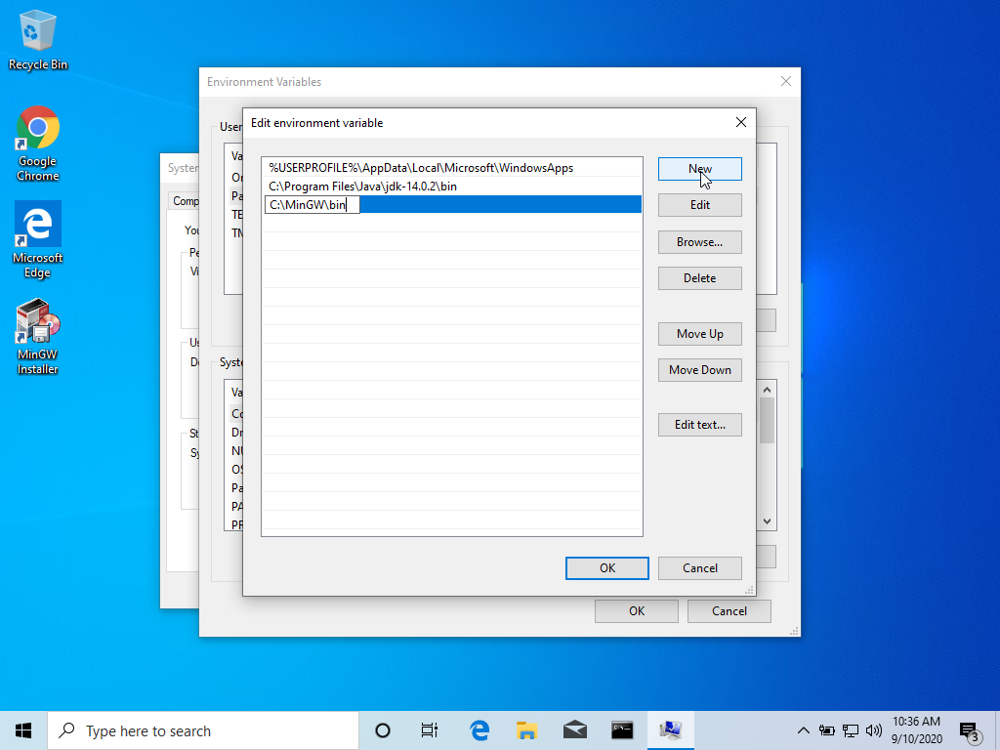 Recycle Bin
Google
Chrome
Microsoft
Edge
MinGW
Installer
Environment Variables
Edit environment variable
%USERPROFILE%\AppData\Local\Microsoft\WindowsApps
C:\Program Files\Java\jdk-14.0.2\bin
C:\MinGW\bin
New
Edit
Browse...
Delete
Move Up
Move Down
Edit text...
OK
Cancel
OK
Cancel
User
Va
On
Pa
TE
TM
Syste
Va
Co
Dr
NU
OS
Pa
PA
PR
System
Comp
You
Pe
Vi
Us
De
St
Sy
Type here to search
10:36 AM
9/10/2020
3